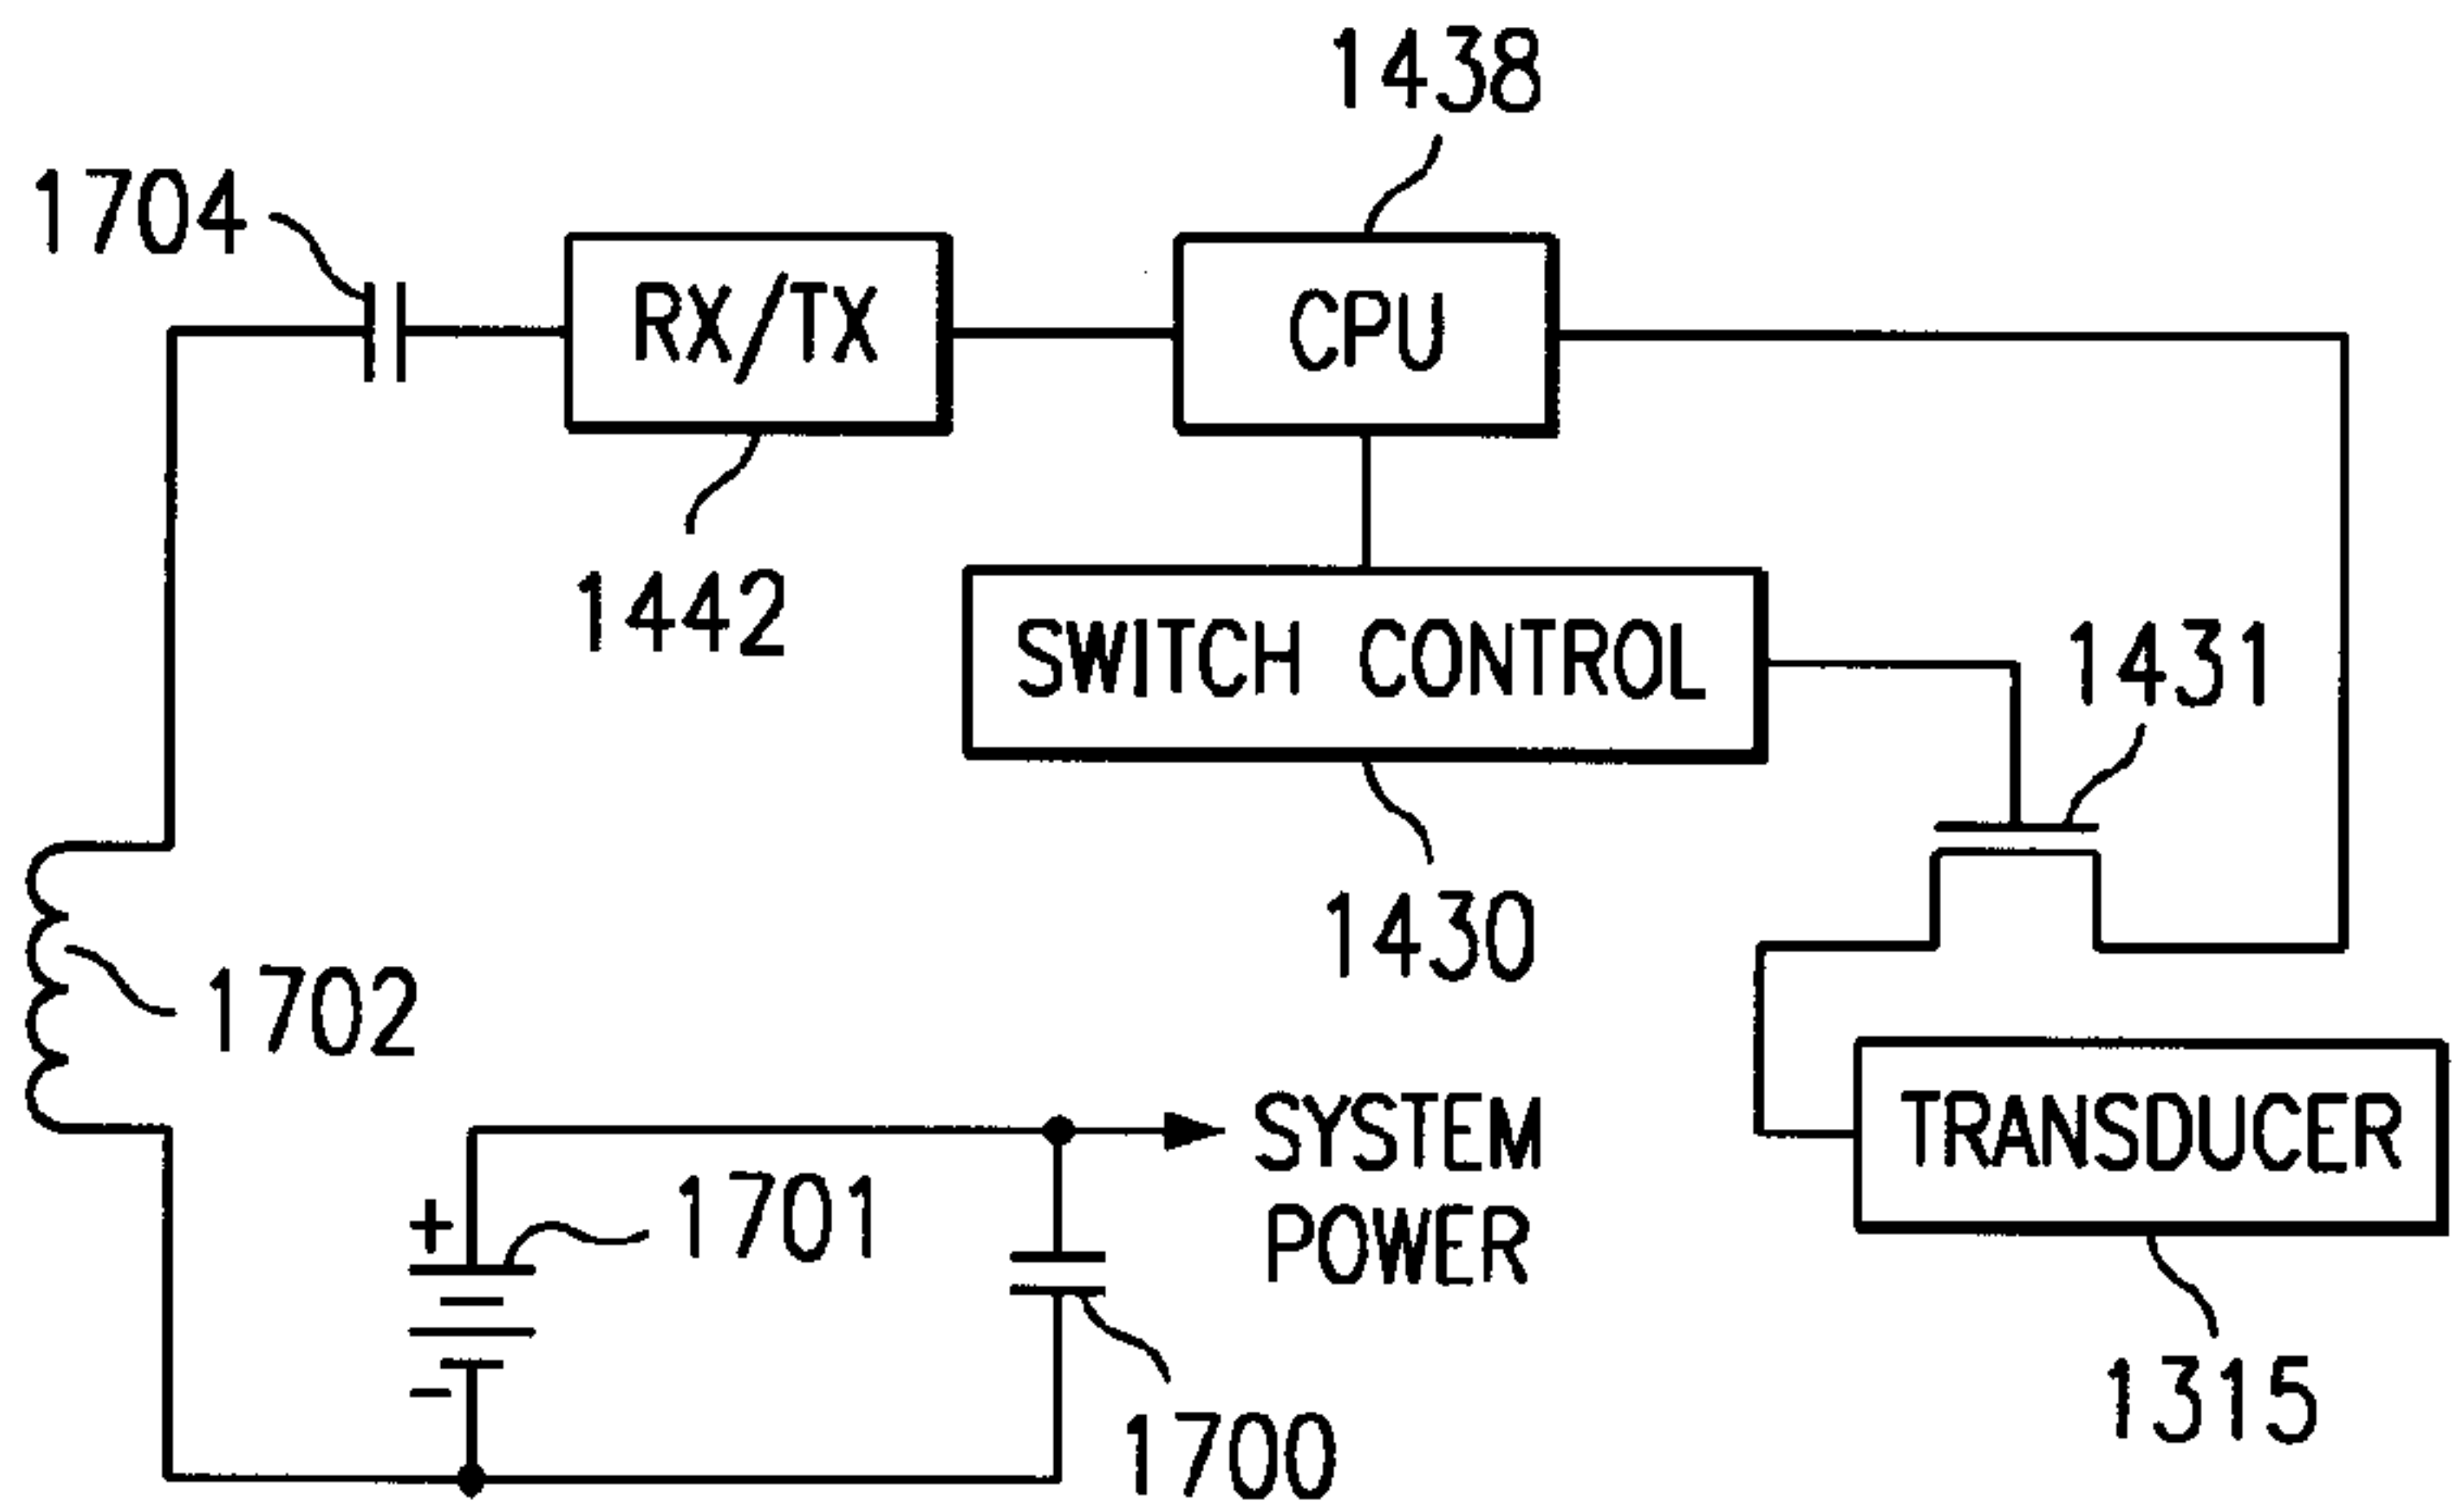 1438
1704
RX/TX
CPU
1442
SWITCH CONTROL
1431
1430
1702
SYSTEM
POWER
TRANSDUCER
+
1701
−
1700
1315